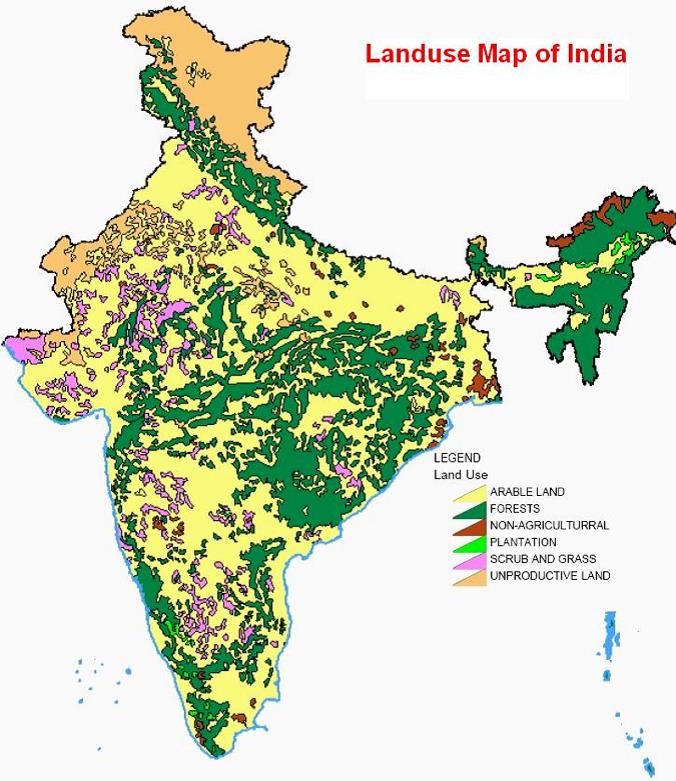 Landuse Map of India
LEGEND
Land Use
ARABLE LAND
FORESTS
NON-AGRICULTURRAL
PLANTATION
SCRUB AND GRASS
UNPRODUCTIVE LAND